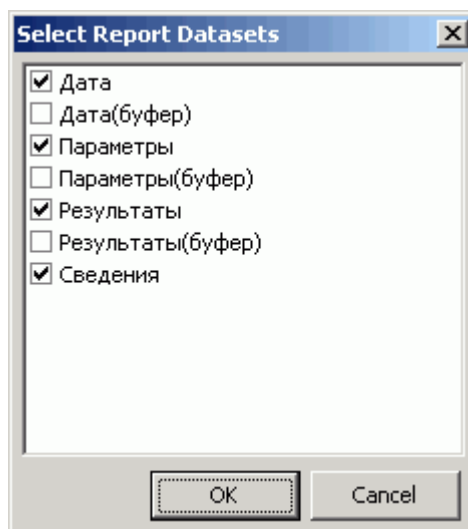 Select Report Datasets
Дата
Дата(буфер)
Параметры
Параметры(буфер)
Результаты
Результаты(буфер)
Сведения
OK Cancel